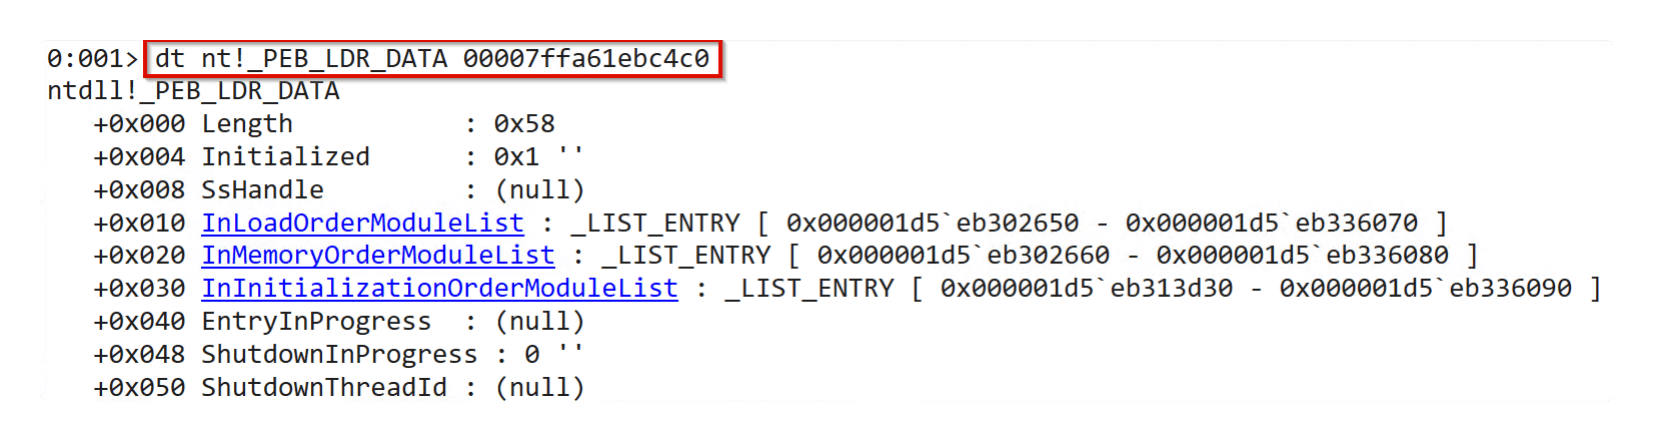 0:001> dt nt!_PEB_LDR_DATA 00007ffa61ebc4c0
ntdll!_PEB_LDR_DATA
   +0x000 Length           : 0x58
   +0x004 Initialized      : 0x1 ''
   +0x008 SsHandle         : (null)
   +0x010 InLoadOrderModuleList : _LIST_ENTRY [ 0x000001d5`eb302650 - 0x000001d5`eb336070 ]
   +0x020 InMemoryOrderModuleList : _LIST_ENTRY [ 0x000001d5`eb302660 - 0x000001d5`eb336080 ]
   +0x030 InInitializationOrderModuleList : _LIST_ENTRY [ 0x000001d5`eb313d30 - 0x000001d5`eb336090 ]
   +0x040 EntryInProgress  : (null)
   +0x048 ShutdownInProgress : 0 ''
   +0x050 ShutdownThreadId : (null)